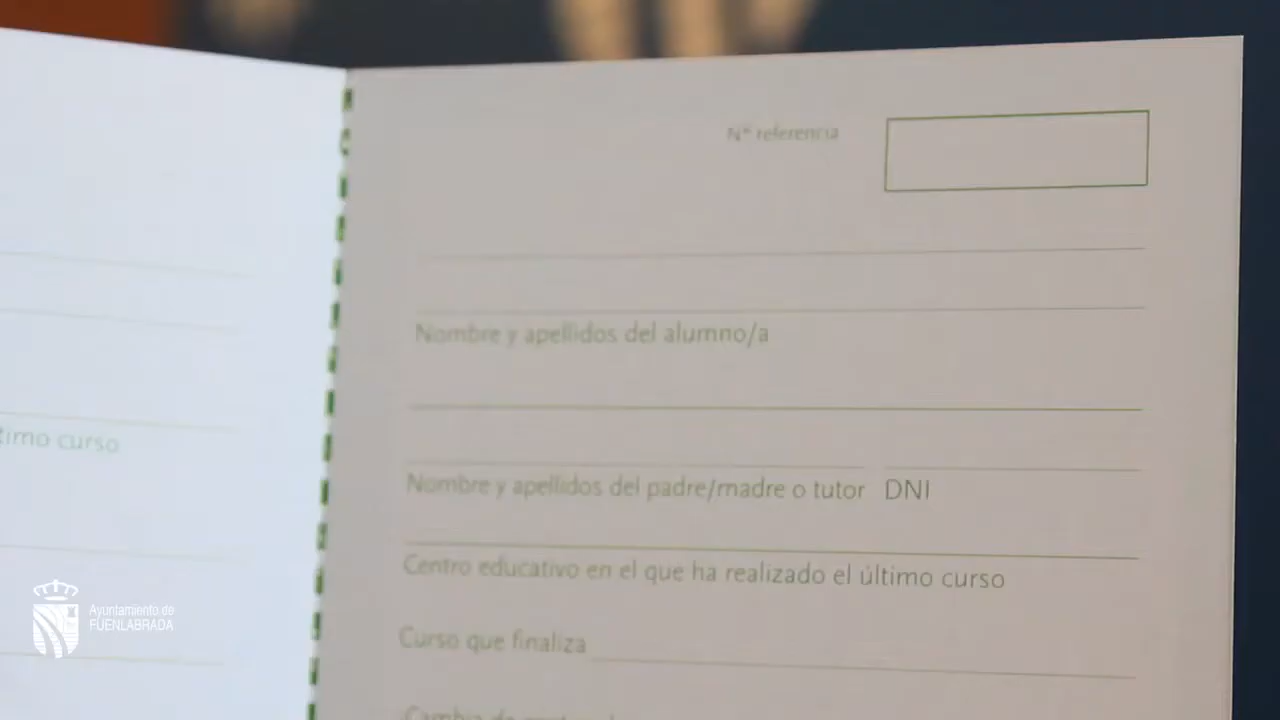 Nº referencia
Nombre y apellidos del alumno/a
Nombre y apellidos del padre/madre o tutor DNI
Centro educativo en el que ha realizado el último curso
Curso que finaliza
curso
Ayuntamiento de
FUENLABRADA